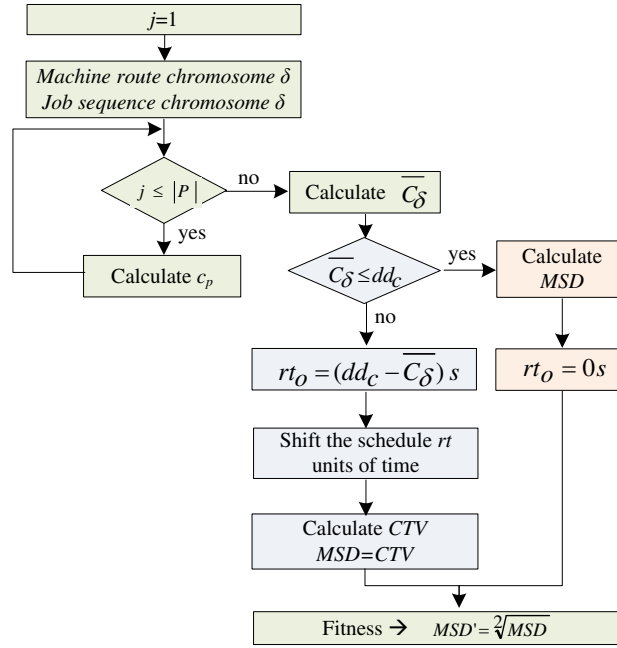 j=1
Machine route chromosome δ
Job sequence chromosome δ
j ≤ |P|
no
Calculate C̅δ
yes
Calculate cp
C̅δ ≤ ddc
yes
Calculate
MSD
no
rto = (ddc − C̅δ) s
rto = 0s
Shift the schedule rt
units of time
Calculate CTV
MSD=CTV
Fitness → MSD' = ²√MSD